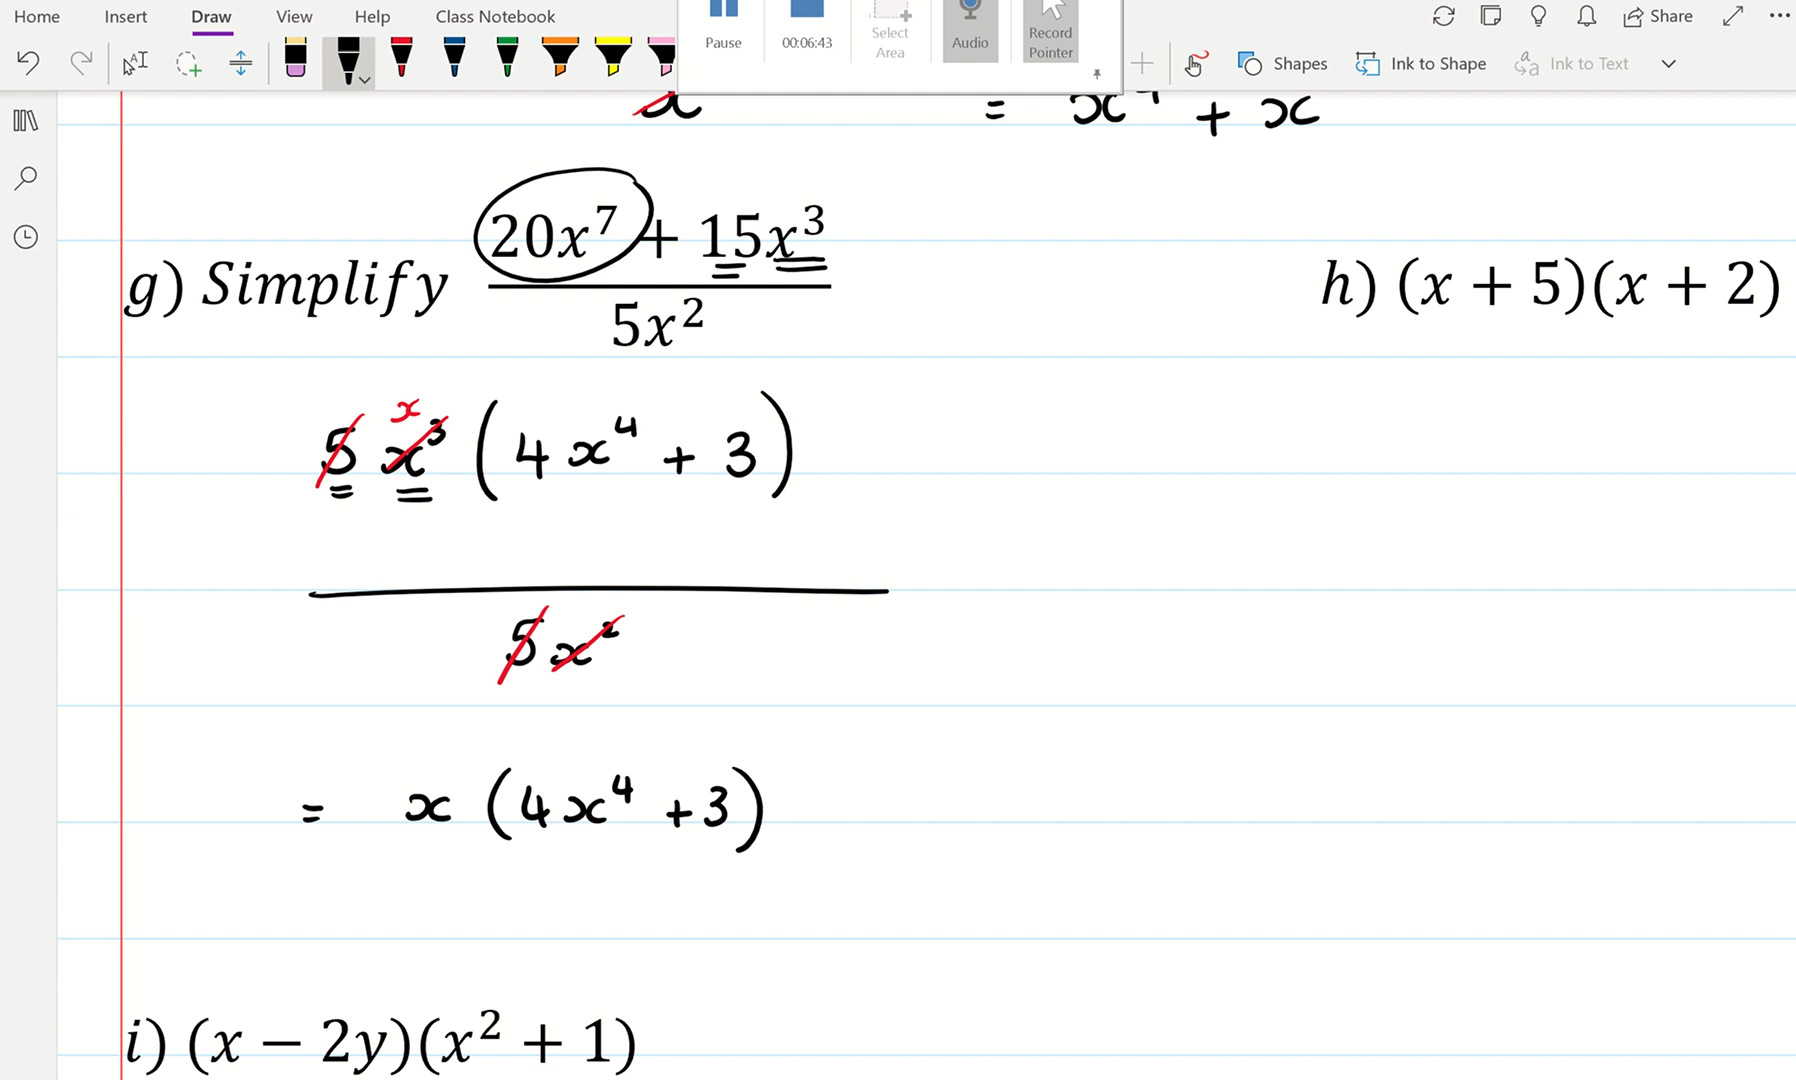 Home Insert Draw View Help Class Notebook
Pause 00:06:43 Select Area Audio Record Pointer
Share
Shapes Ink to Shape Ink to Text
x = x⁴ + x
g) Simplify (20x⁷ + 15x³)/(5x²)
h) (x + 5)(x + 2)
x
5 x³ (4x⁴ + 3)
5x²
= x (4x⁴ + 3)
i) (x − 2y)(x² + 1)